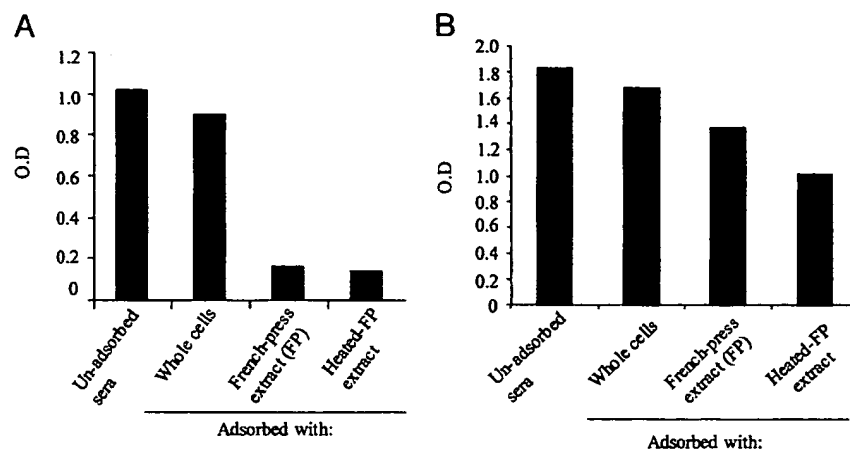 A
1.2
1.0
0.8
0.6
0.4
0.2
0
O.D
Un-adsorbed
sera
Whole cells
French-press
extract (FP)
Heated-FP
extract
Adsorbed with:
B
2.0
1.8
1.6
1.4
1.2
1.0
0.8
0.6
0.4
0.2
0
O.D
Un-adsorbed
sera
Whole cells
French-press
extract (FP)
Heated-FP
extract
Adsorbed with: